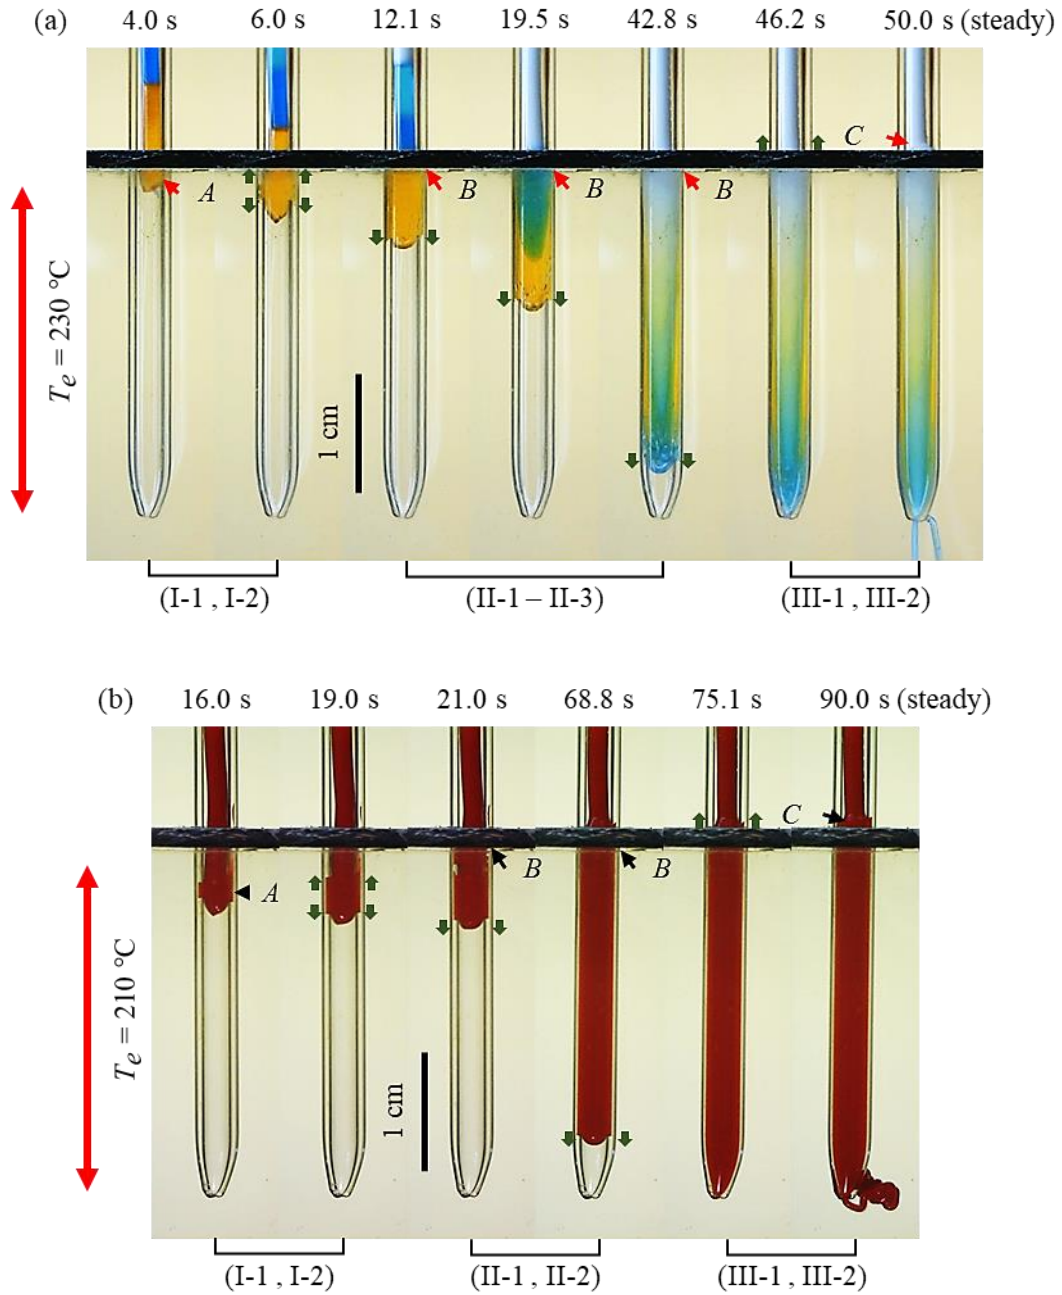 (a) 4.0 s 6.0 s 12.1 s 19.5 s 42.8 s 46.2 s 50.0 s (steady)
C
A B B B
Te = 230 °C
1 cm
(I-1 , I-2) (II-1 – II-3) (III-1 , III-2)
(b) 16.0 s 19.0 s 21.0 s 68.8 s 75.1 s 90.0 s (steady)
C
A B B
Te = 210 °C
1 cm
(I-1 , I-2) (II-1 , II-2) (III-1 , III-2)